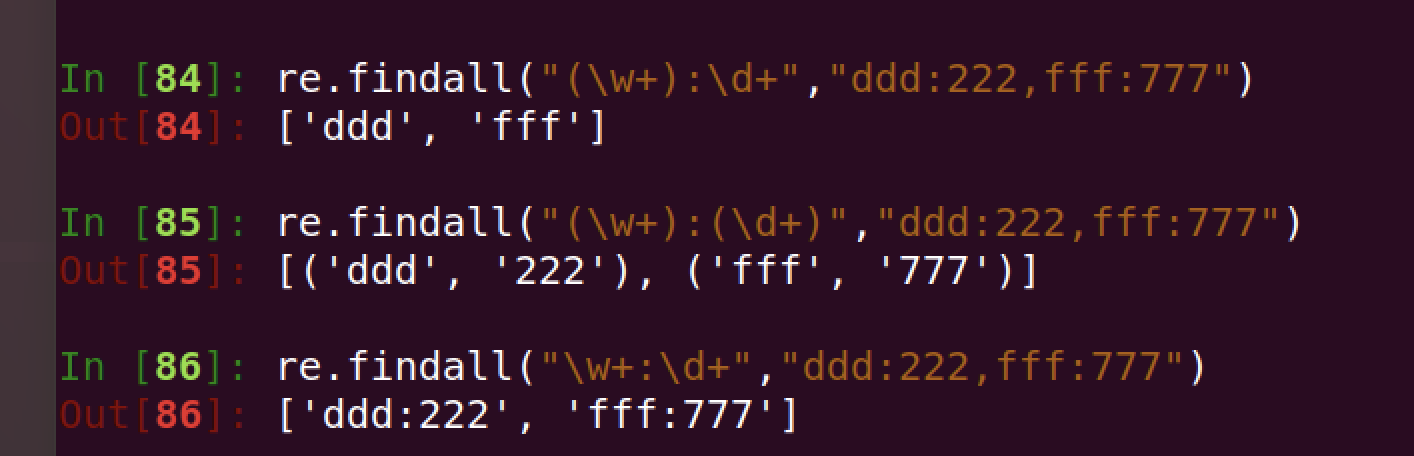 In [84]: re.findall("(\w+):\d+","ddd:222,fff:777")
Out[84]: ['ddd', 'fff']
In [85]: re.findall("(\w+):(\d+)","ddd:222,fff:777")
Out[85]: [('ddd', '222'), ('fff', '777')]
In [86]: re.findall("\w+:\d+","ddd:222,fff:777")
Out[86]: ['ddd:222', 'fff:777']